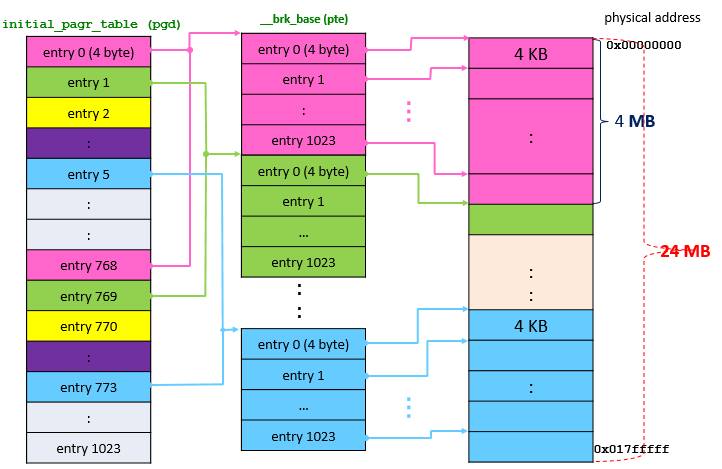 initial_pagr_table (pgd)
entry 0 (4 byte)
entry 1
entry 2
:
entry 5
:
:
entry 768
entry 769
entry 770
:
entry 773
:
entry 1023
__brk_base (pte)
entry 0 (4 byte)
entry 1
:
entry 1023
entry 0 (4 byte)
entry 1
...
entry 1023
:
:
entry 0 (4 byte)
entry 1
...
entry 1023
physical address
0x00000000
4 KB
:
4 MB
24 MB
:
:
4 KB
:
0x017fffff